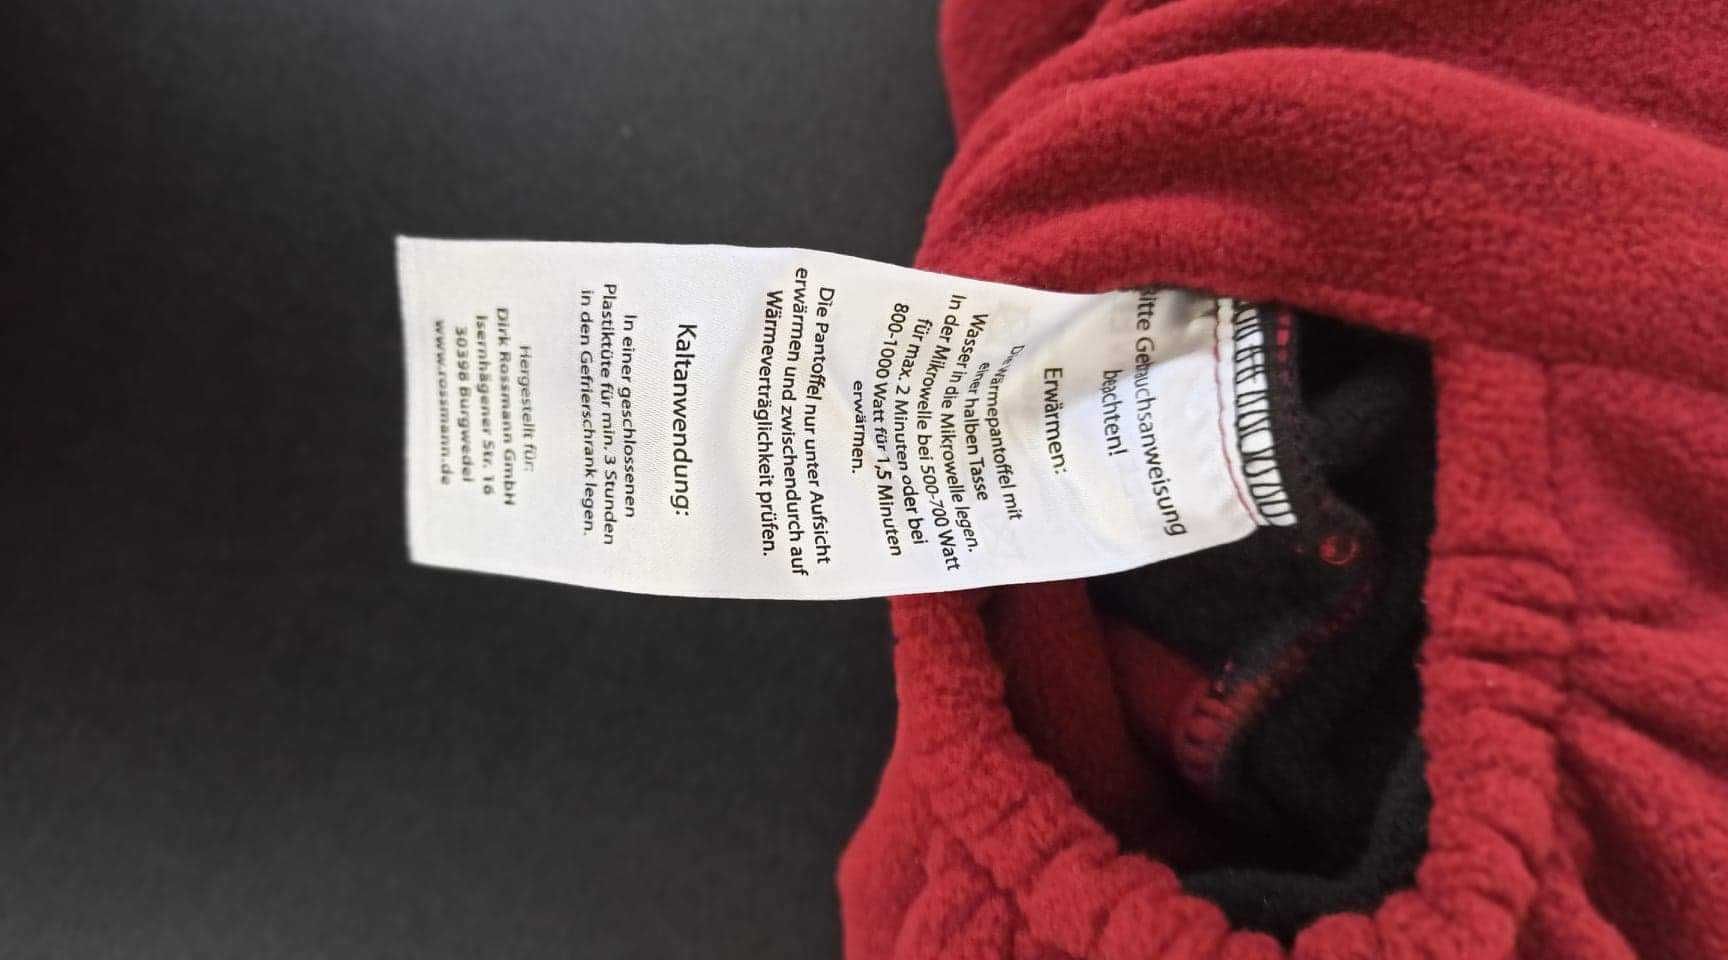 Bitte Gebrauchsanweisung
beachten!
Erwärmen:
Die Wärmepantoffel mit
einer halben Tasse
Wasser in die Mikrowelle legen.
In der Mikrowelle bei 500-700 Watt
für max. 2 Minuten oder bei
800-1000 Watt für 1,5 Minuten
erwärmen.
Die Pantoffel nur unter Aufsicht
erwärmen und zwischendurch auf
Wärmeverträglichkeit prüfen.
Kaltanwendung:
In einer geschlossenen
Plastiktüte für min. 3 Stunden
in den Gefrierschrank legen.
Hergestellt für:
Dirk Rossmann GmbH
Isernhägener Str. 16
30398 Burgwedel
www.rossmann.de